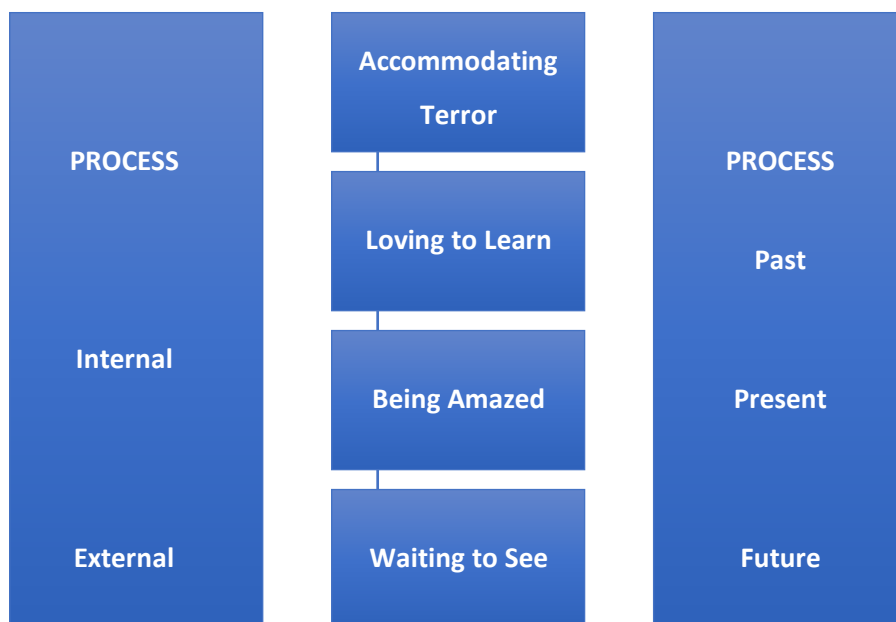 PROCESS
Internal
External
Accommodating
Terror
Loving to Learn
Being Amazed
Waiting to See
PROCESS
Past
Present
Future